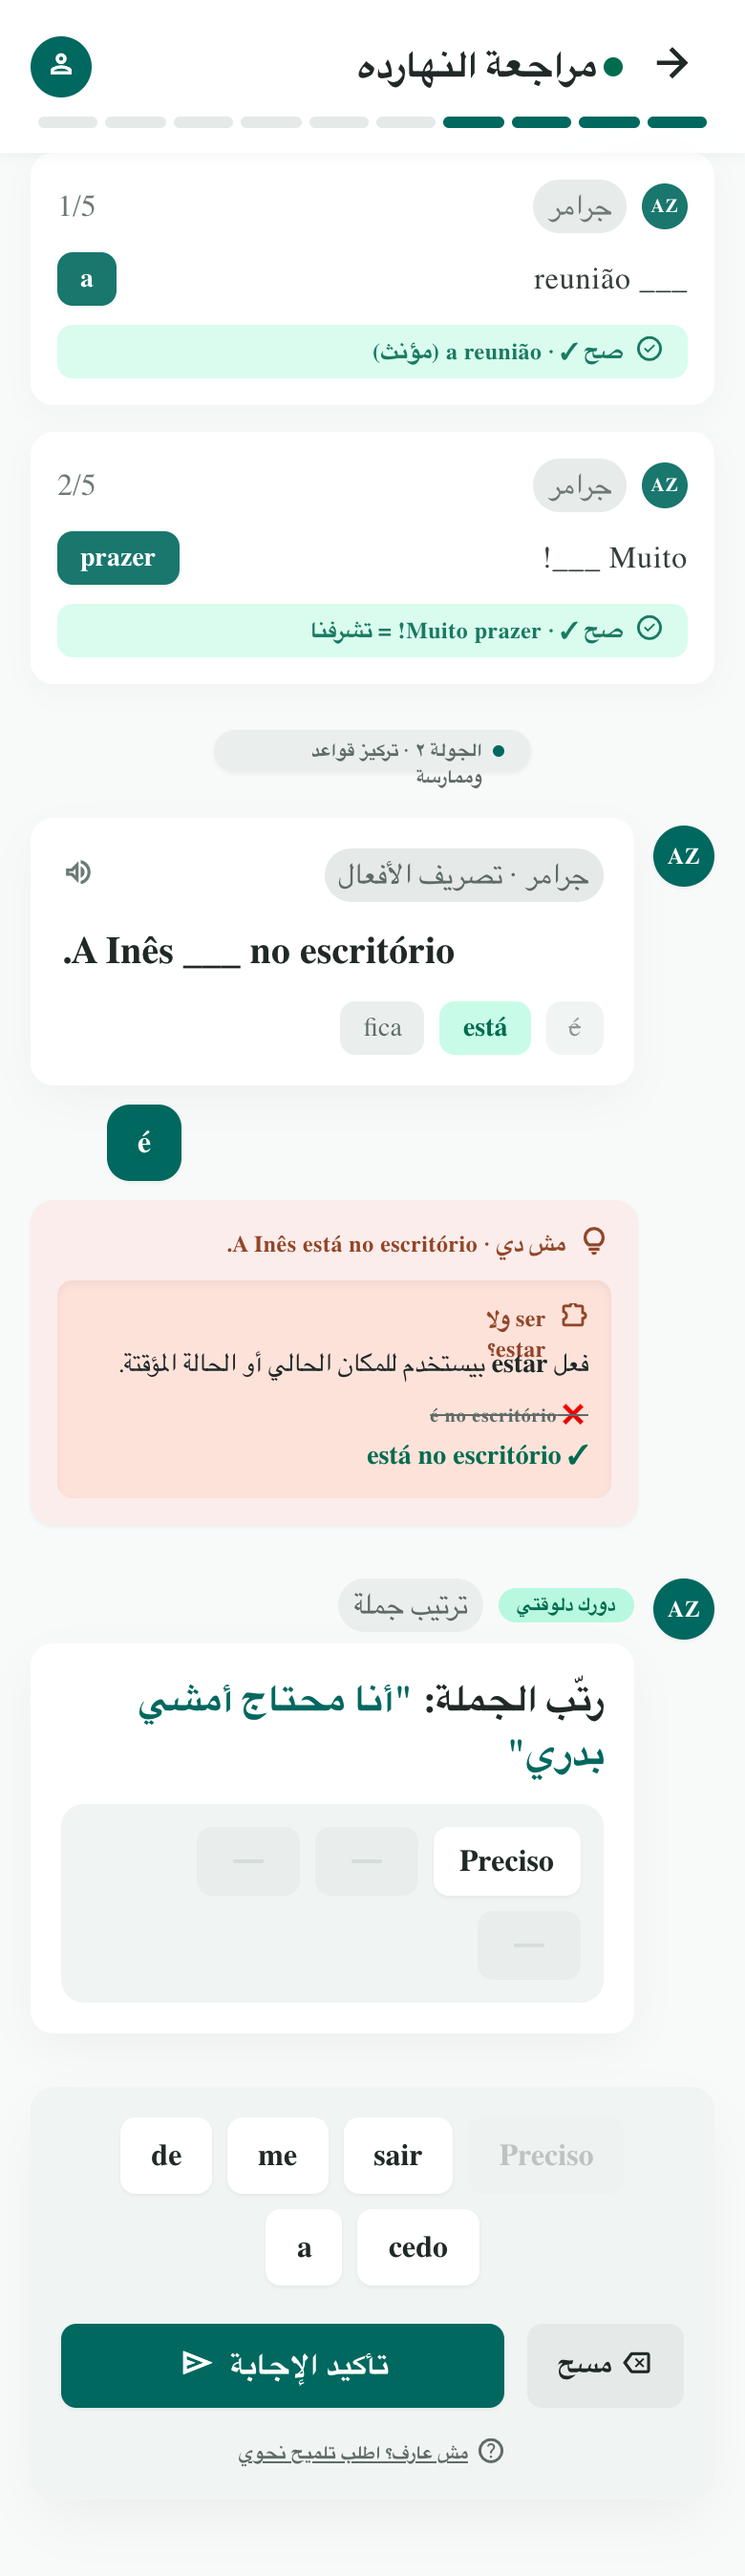 مراجعة النهارده
AZ جرامر 1/5
___ reunião
a
صح ✓ · a reunião (مؤنث)
AZ جرامر 2/5
Muito ___!
prazer
صح ✓ · Muito prazer! = تشرفنا
الجولة ٢ · تركيز قواعد
وممارسة
AZ
جرامر · تصريف الأفعال
A Inês ___ no escritório.
é está fica
é
مش دي · A Inês está no escritório.
ser ولا
estar؟
فعل estar بيستخدم للمكان الحالي أو الحالة المؤقتة.
❌ é no escritório
✓ está no escritório
AZ
دورك دلوقتي ترتيب جملة
رتّب الجملة: "أنا محتاج أمشي
بدري"
Preciso — —
—
Preciso sair me de
cedo a
مسح تأكيد الإجابة
مش عارف؟ اطلب تلميح نحوي